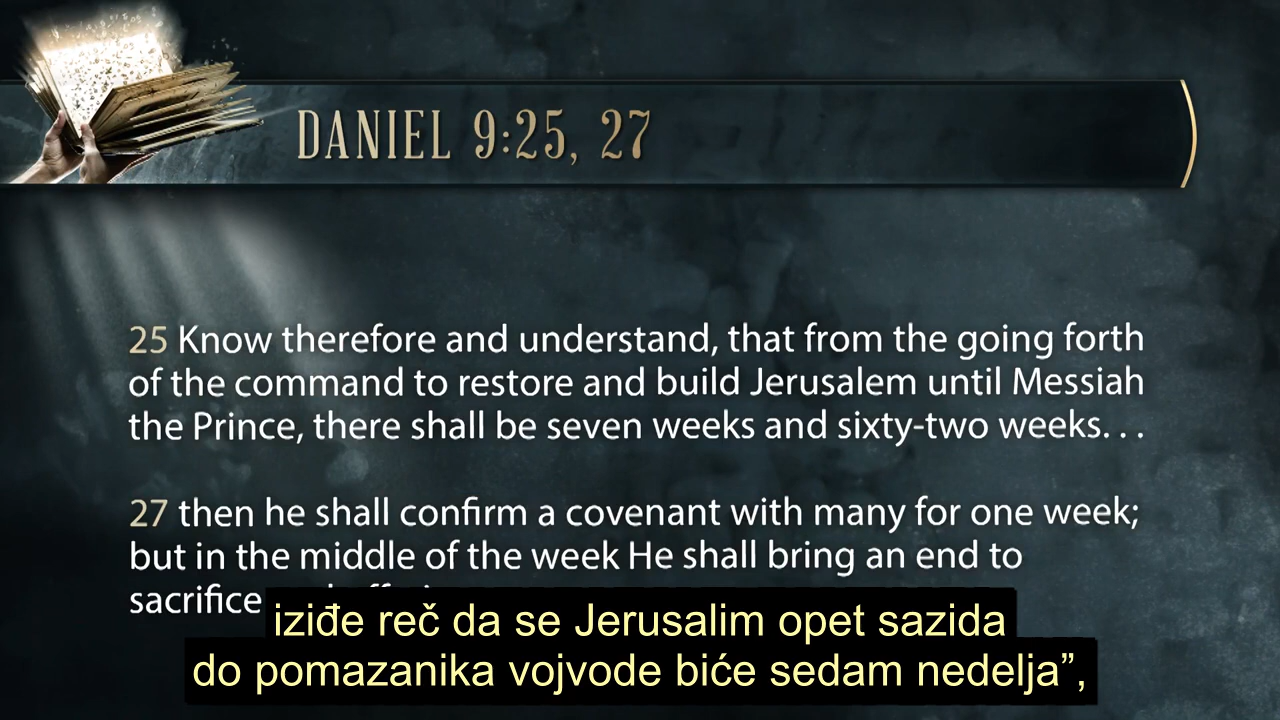 DANIEL 9:25, 27
25 Know therefore and understand, that from the going forth
of the command to restore and build Jerusalem until Messiah
the Prince, there shall be seven weeks and sixty-two weeks. . .
27 then he shall confirm a covenant with many for one week;
but in the middle of the week He shall bring an end to
sacrifice
iziđe reč da se Jerusalim opet sazida
do pomazanika vojvode biće sedam nedelja”,